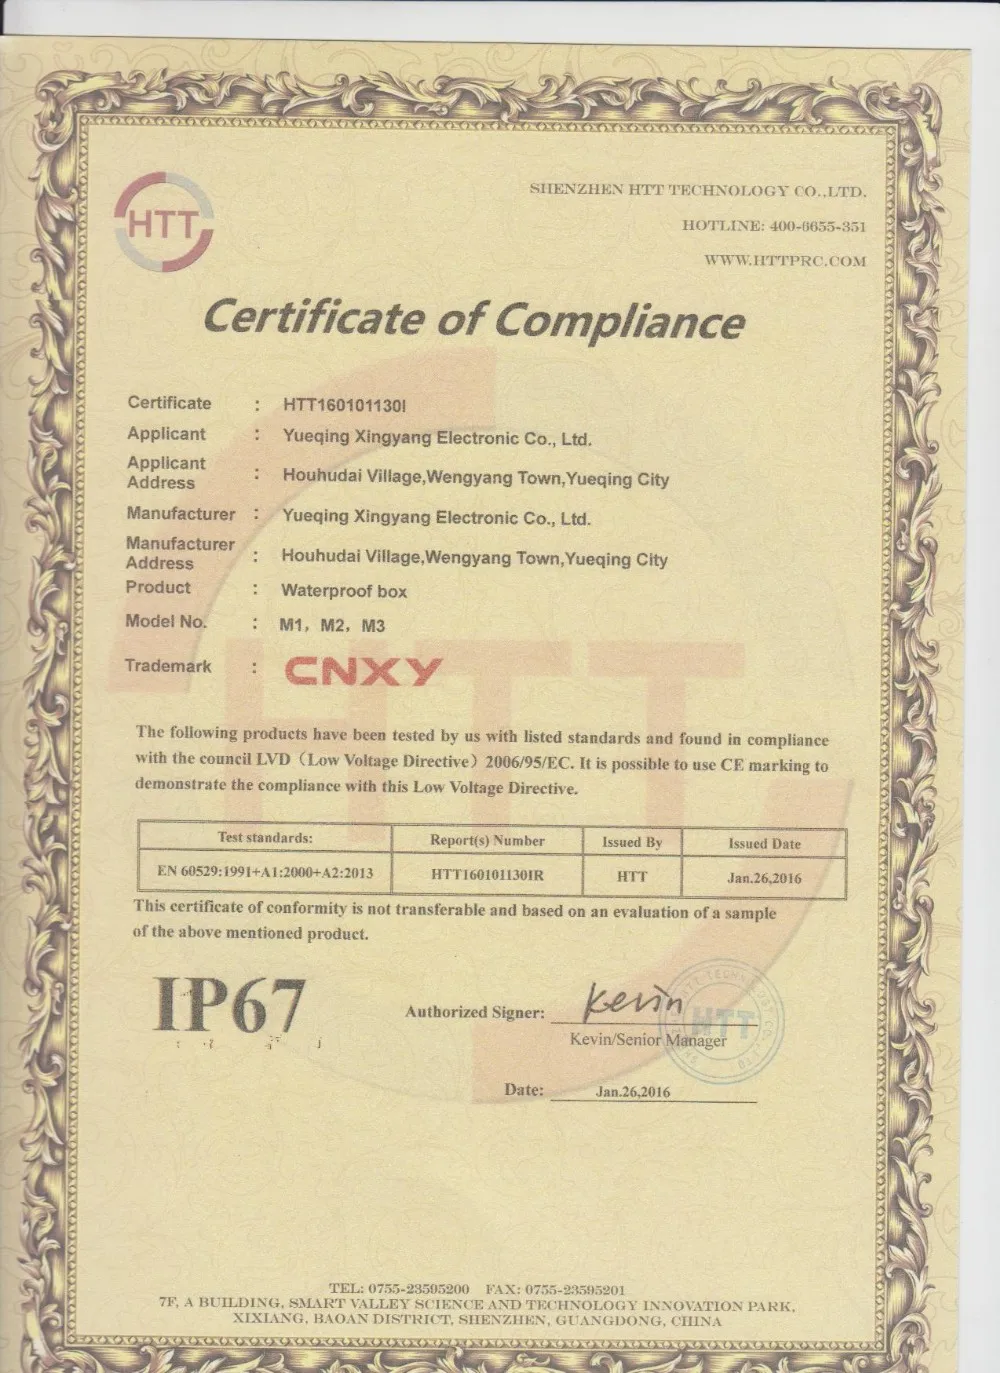 HTT
SHENZHEN HTT TECHNOLOGY CO.,LTD.
HOTLINE: 400-6655-351
WWW.HTTPRC.COM
Certificate of Compliance
Certificate : HTT160101130I
Applicant : Yueqing Xingyang Electronic Co., Ltd.
Applicant Address : Houhudai Village,Wengyang Town,Yueqing City
Manufacturer : Yueqing Xingyang Electronic Co., Ltd.
Manufacturer Address : Houhudai Village,Wengyang Town,Yueqing City
Product : Waterproof box
Model No. : M1, M2, M3
Trademark : CNXY
The following products have been tested by us with listed standards and found in compliance
with the council LVD（Low Voltage Directive）2006/95/EC. It is possible to use CE marking to
demonstrate the compliance with this Low Voltage Directive.
Test standards: Report(s) Number Issued By Issued Date
EN 60529:1991+A1:2000+A2:2013 HTT160101130IR HTT Jan.26,2016
This certificate of conformity is not transferable and based on an evaluation of a sample
of the above mentioned product.
IP67
Authorized Signer: Kevin
Kevin/Senior Manager
HTT
Date: Jan.26,2016
TEL: 0755-23595200 FAX: 0755-23595201
7F, A BUILDING, SMART VALLEY SCIENCE AND TECHNOLOGY INNOVATION PARK,
XIXIANG, BAOAN DISTRICT, SHENZHEN, GUANGDONG, CHINA